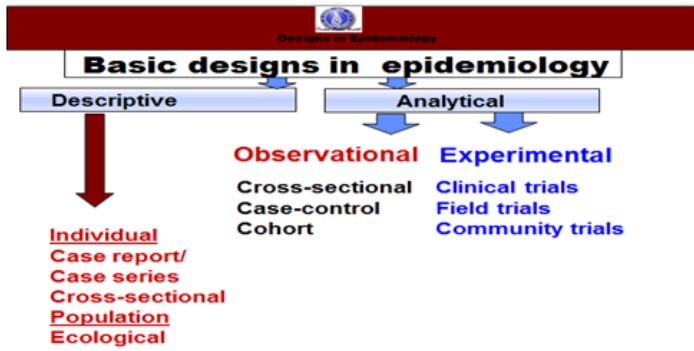 Designs in Epidemiology
Basic designs in epidemiology
Descriptive
Analytical
Observational
Experimental
Cross-sectional
Case-control
Cohort
Clinical trials
Field trials
Community trials
Individual
Case report/
Case series
Cross-sectional
Population
Ecological